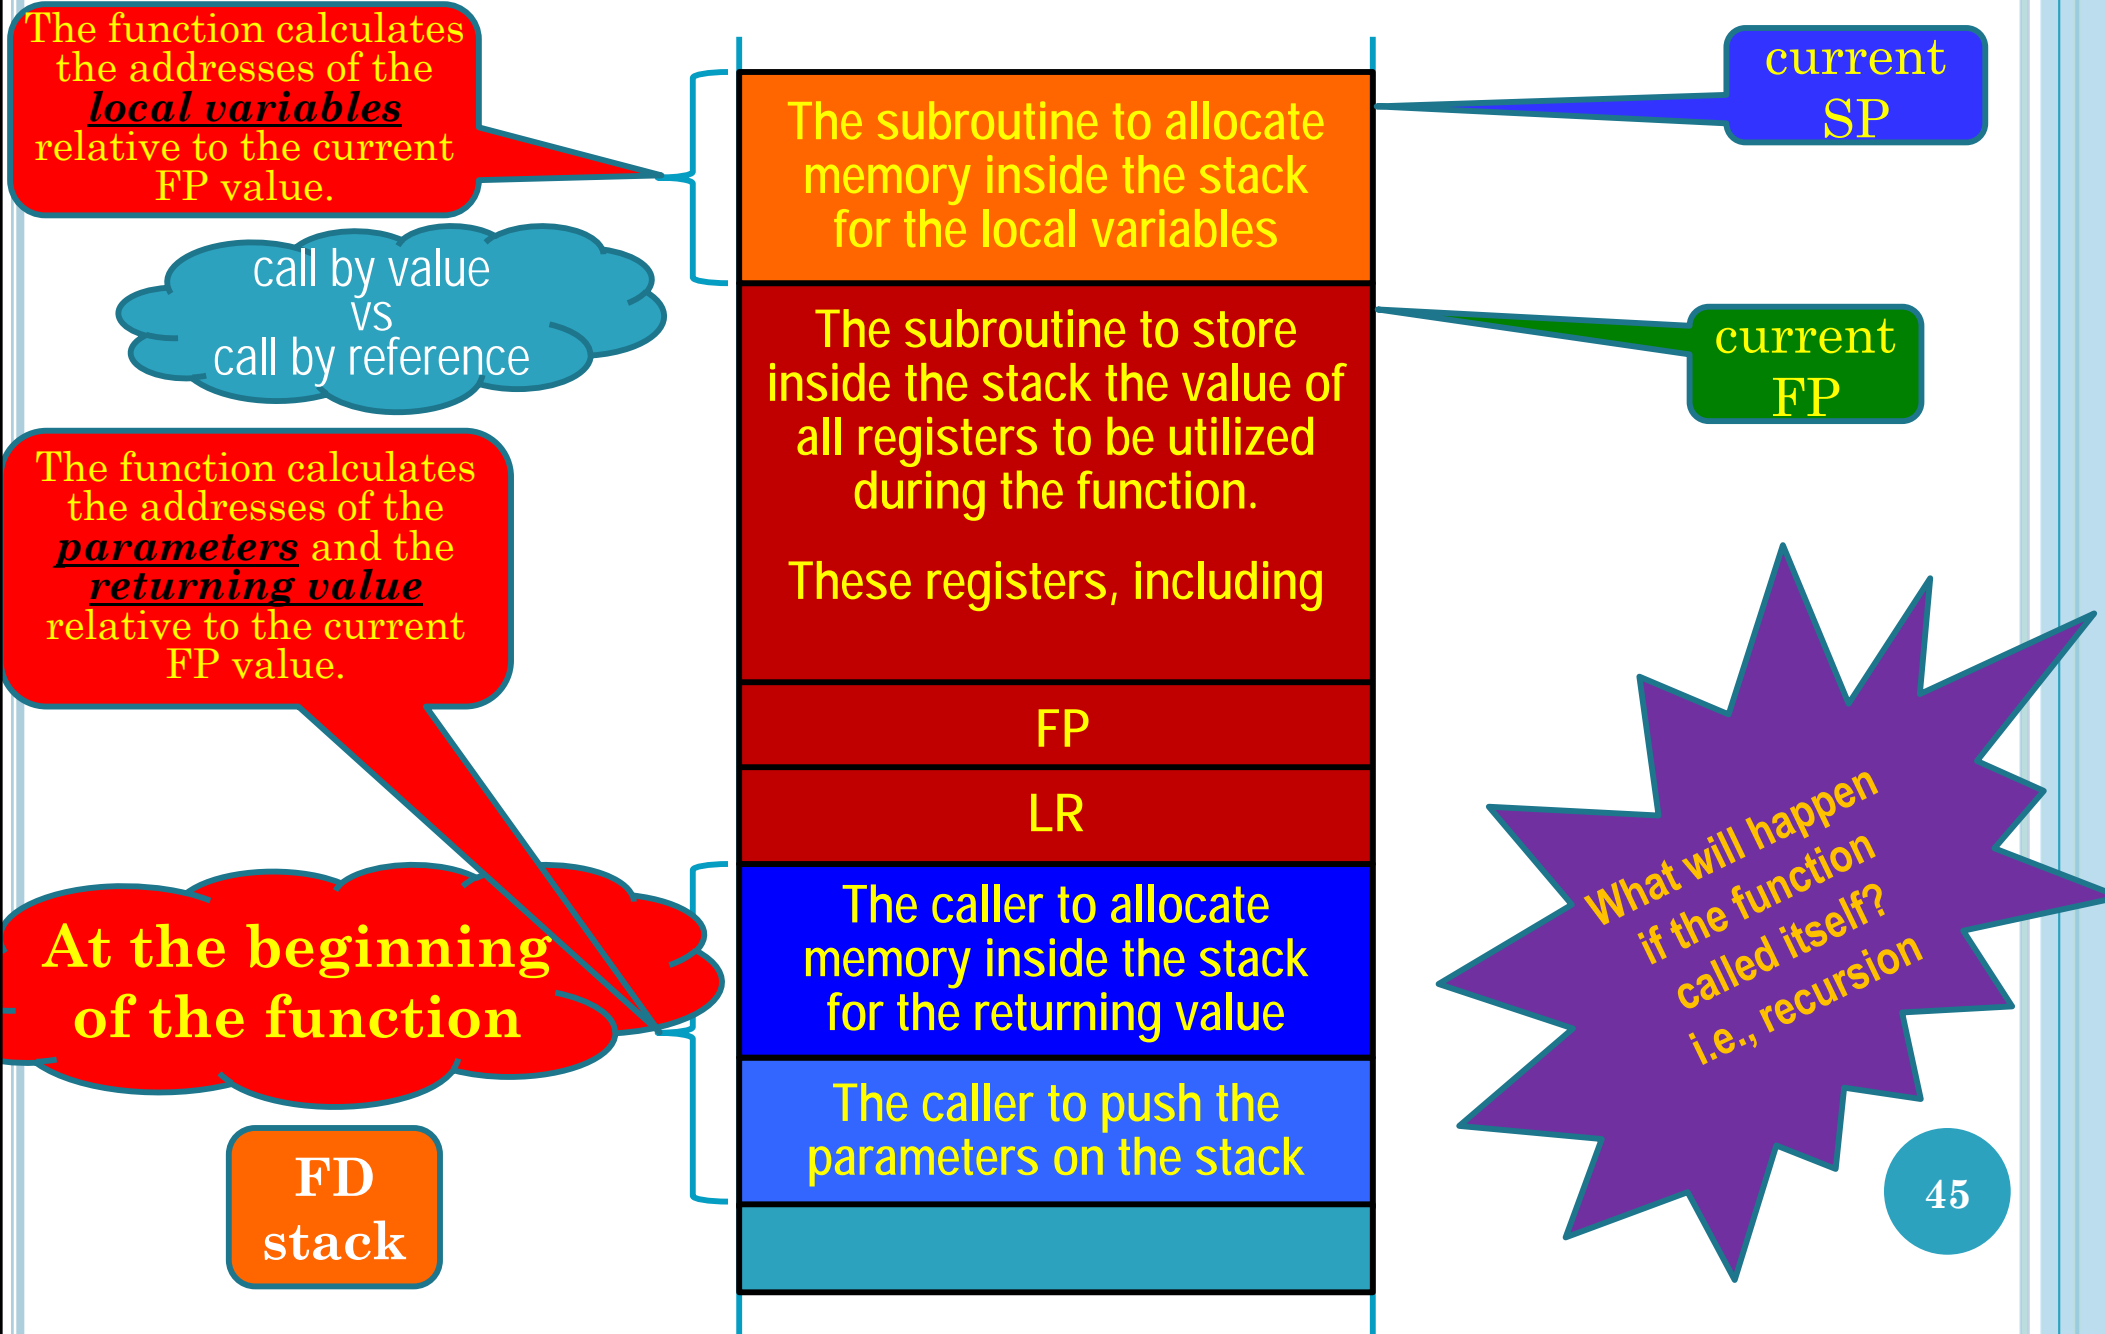 The function calculates
the addresses of the
local variables
relative to the current
FP value.
call by value
vs
call by reference
The function calculates
the addresses of the
parameters and the
returning value
relative to the current
FP value.
At the beginning
of the function
FD
stack
The subroutine to allocate
memory inside the stack
for the local variables
The subroutine to store
inside the stack the value of
all registers to be utilized
during the function.
These registers, including
FP
LR
The caller to allocate
memory inside the stack
for the returning value
The caller to push the
parameters on the stack
current
SP
current
FP
What will happen
if the function
called itself?
i.e., recursion
45